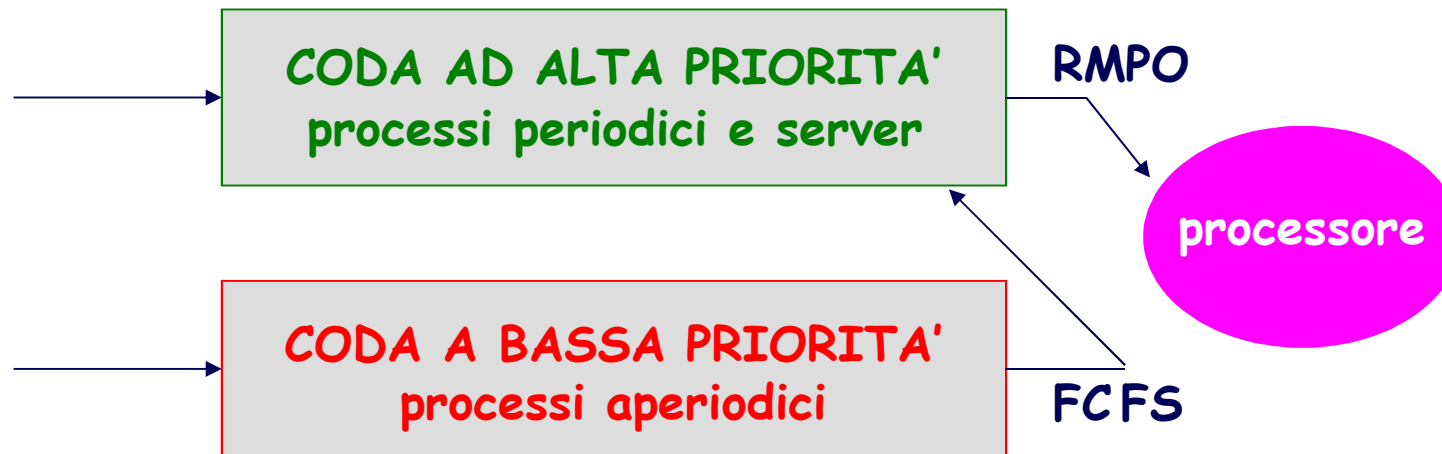 CODA AD ALTA PRIORITA'
processi periodici e server
RMPO
processore
CODA A BASSA PRIORITA'
processi aperiodici
FCFS